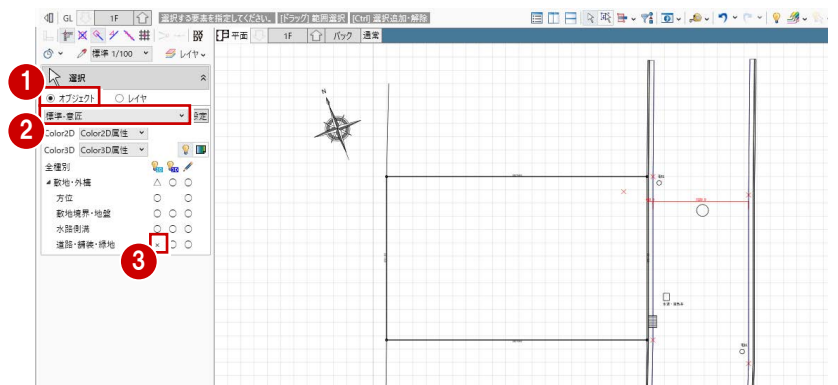 GL 1F 選択する要素を指定してください。[ドラッグ] 範囲選択 [Ctrl] 選択追加・解除
平面 1F バック 通常
標準 1/100 レイヤ
1
選択
オブジェクト レイヤ
2
標準・意匠 設定
Color2D Color2D属性
Color3D Color3D属性
全種別 2D 3D
敷地・外構 △ ○ ○
方位 ○ ○
敷地境界・地盤 ○ ○ ○
水路側溝 ○ ○ ○
道路・舗装・緑地 × ○ ○
3
N